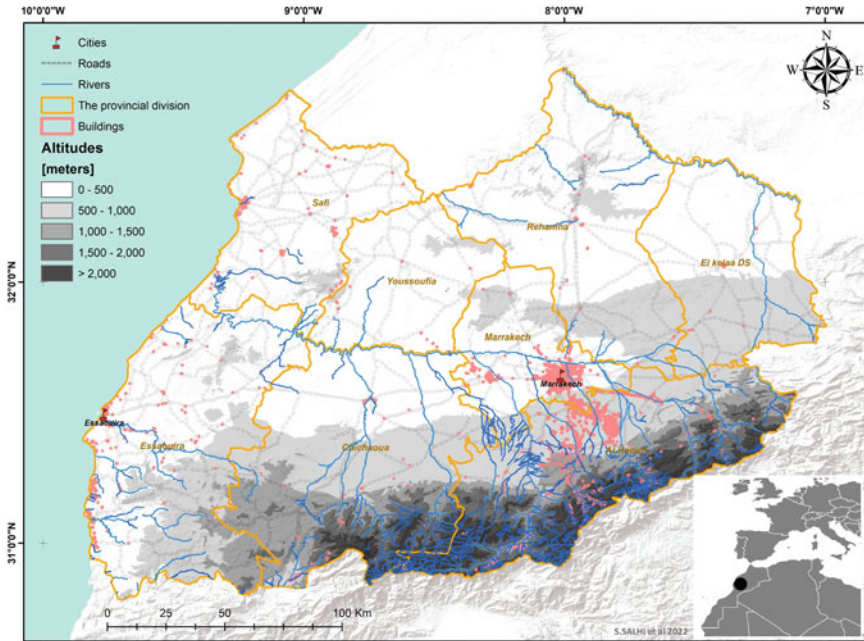 10°0'0"W
9°0'0"W
8°0'0"W
7°0'0"W
Cities
Roads
Rivers
The provincial division
Buildings
Altitudes
[meters]
0 - 500
500 - 1,000
1,000 - 1,500
1,500 - 2,000
> 2,000
N
W E
S
Safi
Rehamna
El kelaa DS
Youssoufia
32°0'0"N
Marrakech
Marrakech
Essaouira
Essaouira
Chichaoua
31°0'0"N
0 25 50 100 Km
S.SALHI et al 2022